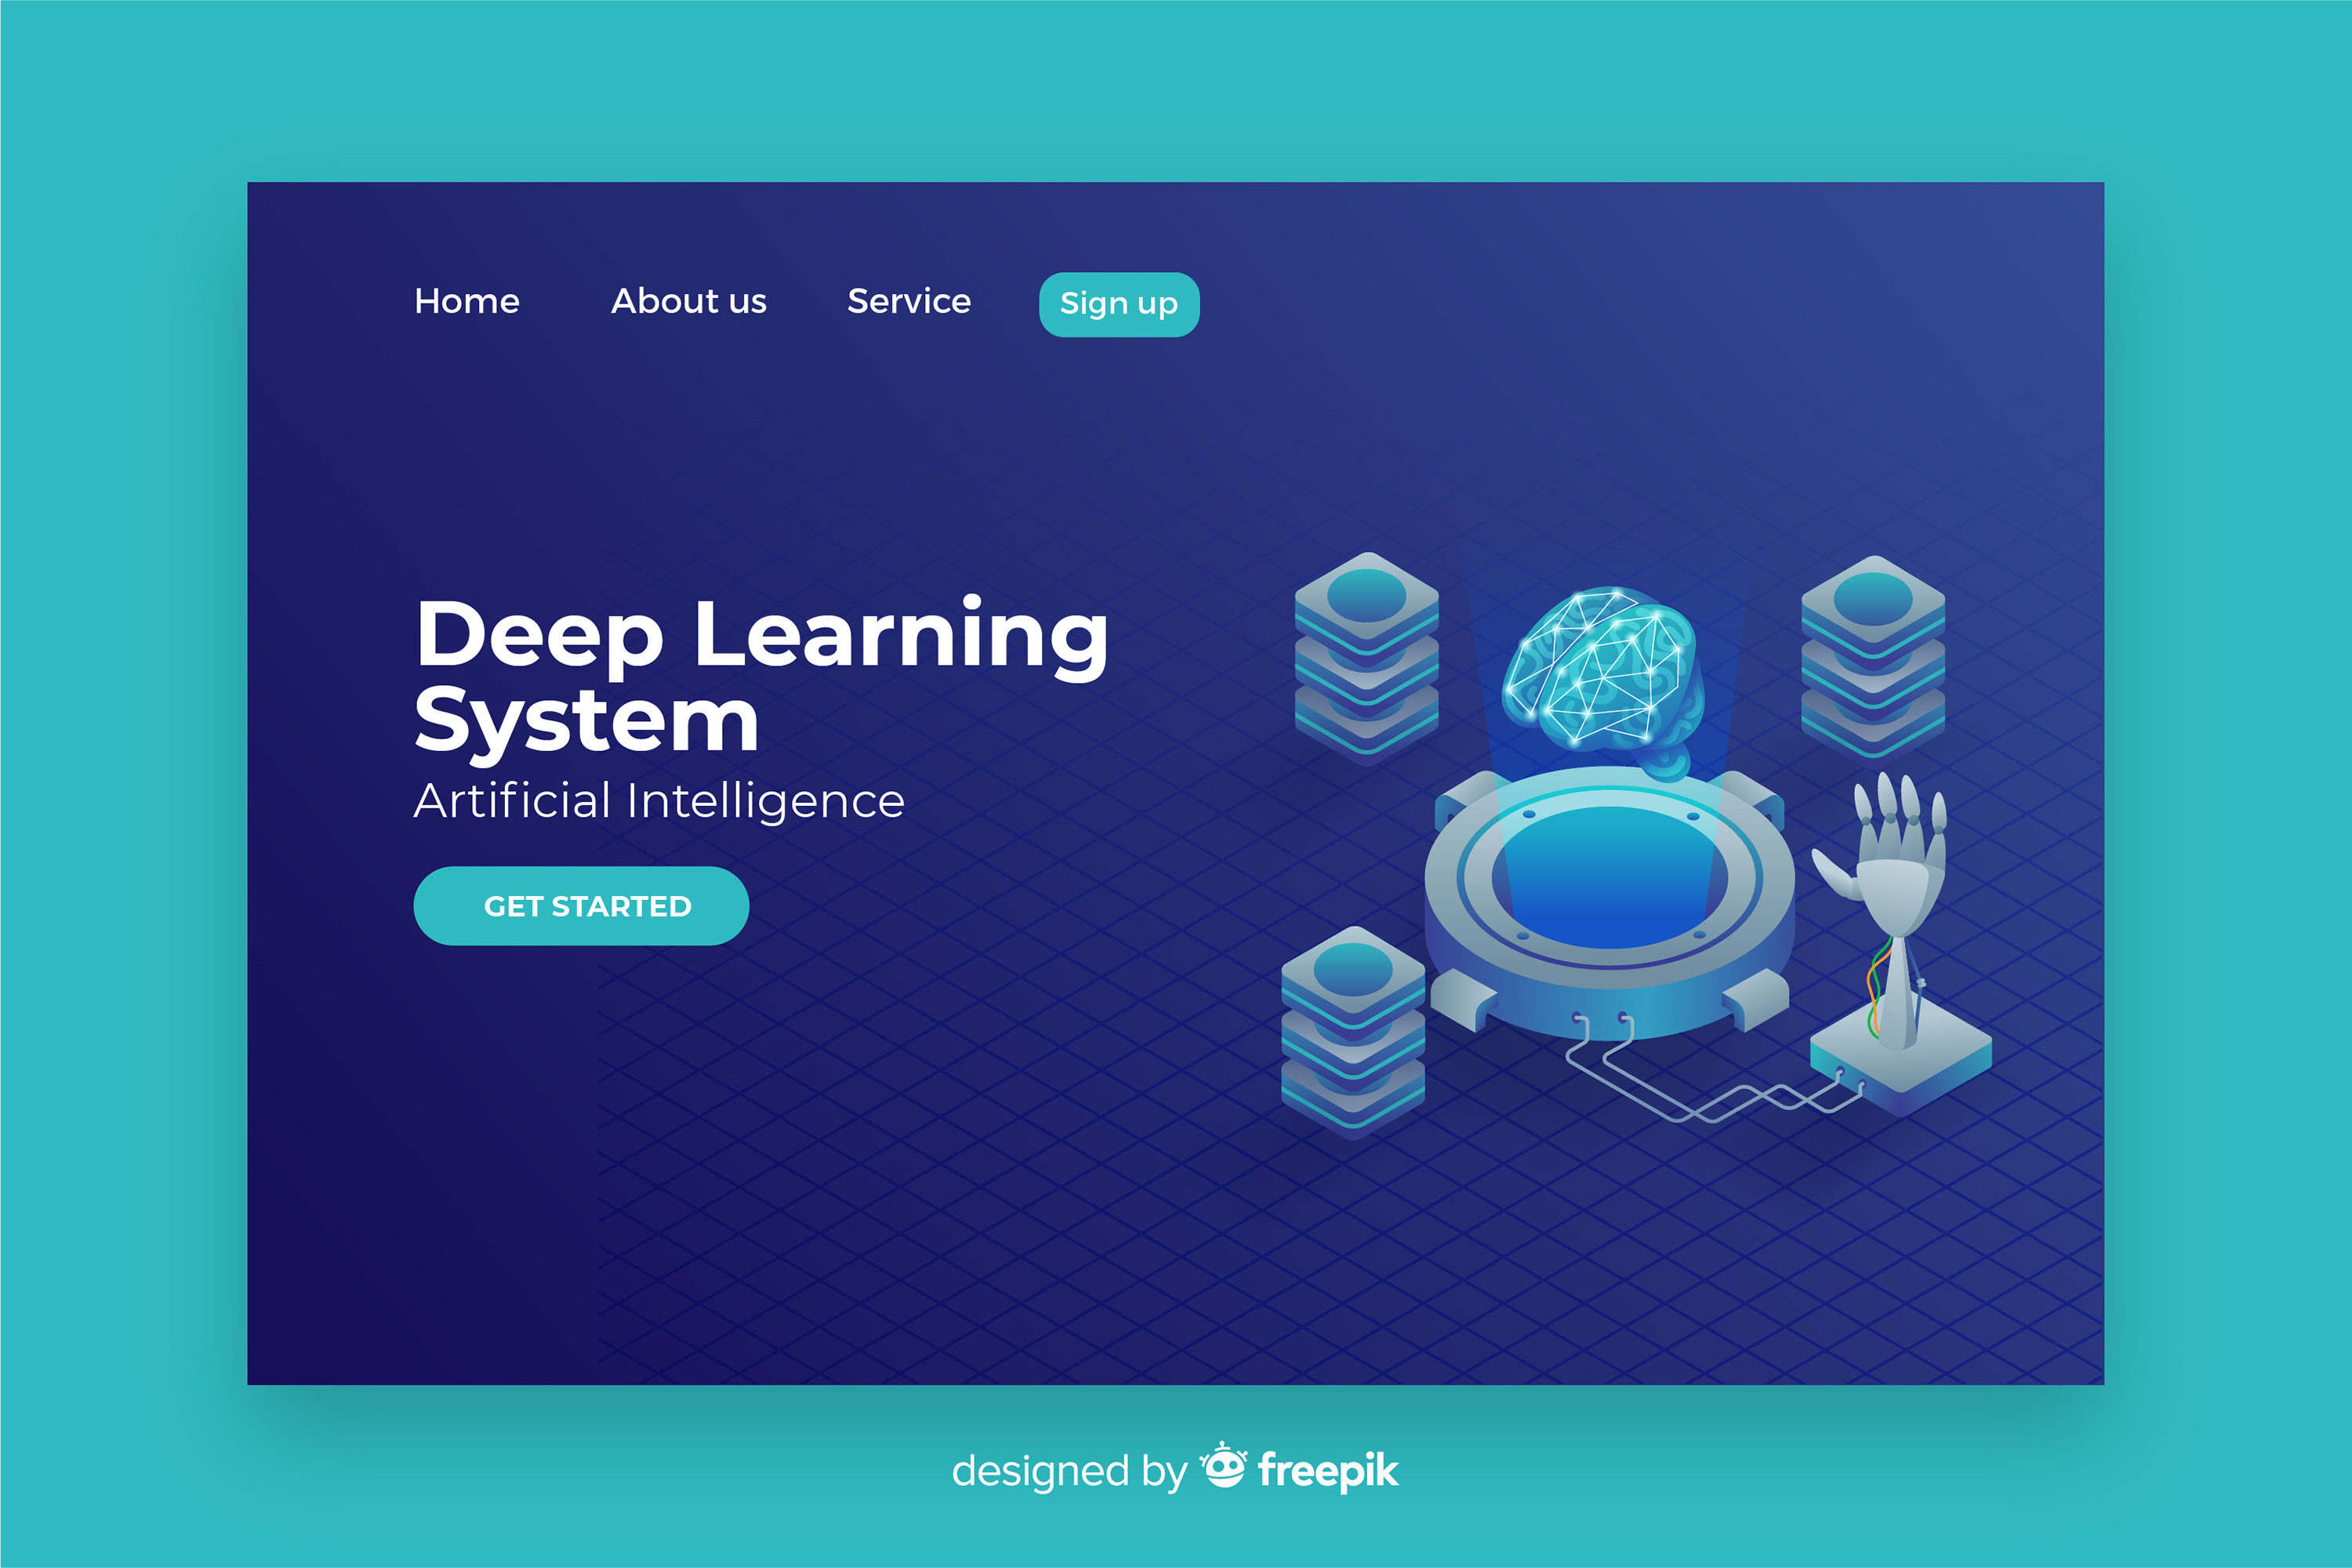 Home About us Service Sign up
Deep Learning
System
Artificial Intelligence
GET STARTED
designed by freepik